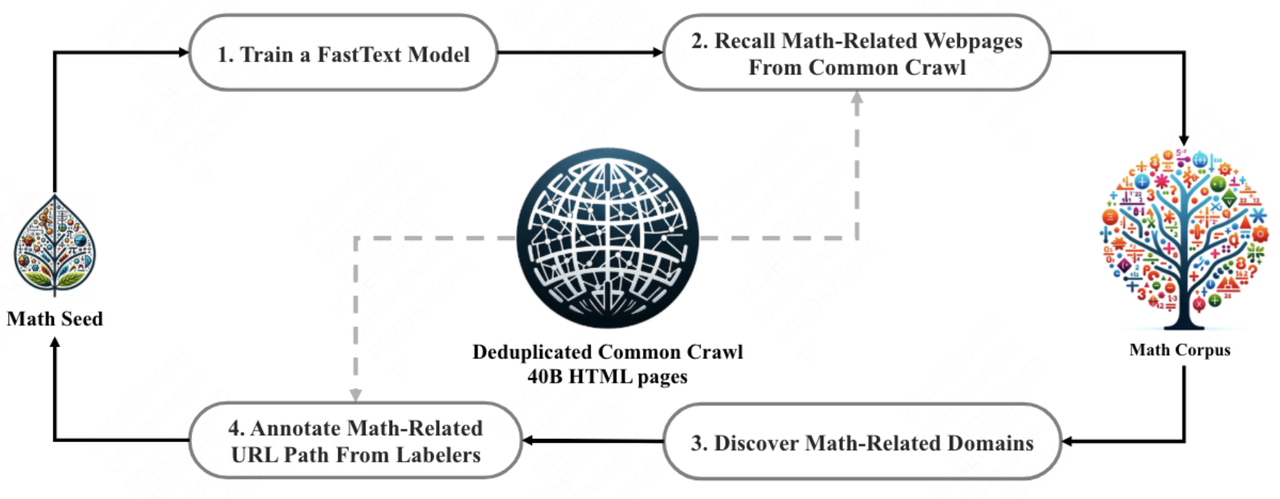 1. Train a FastText Model
2. Recall Math-Related Webpages
From Common Crawl
Math Seed
Deduplicated Common Crawl
40B HTML pages
Math Corpus
4. Annotate Math-Related
URL Path From Labelers
3. Discover Math-Related Domains